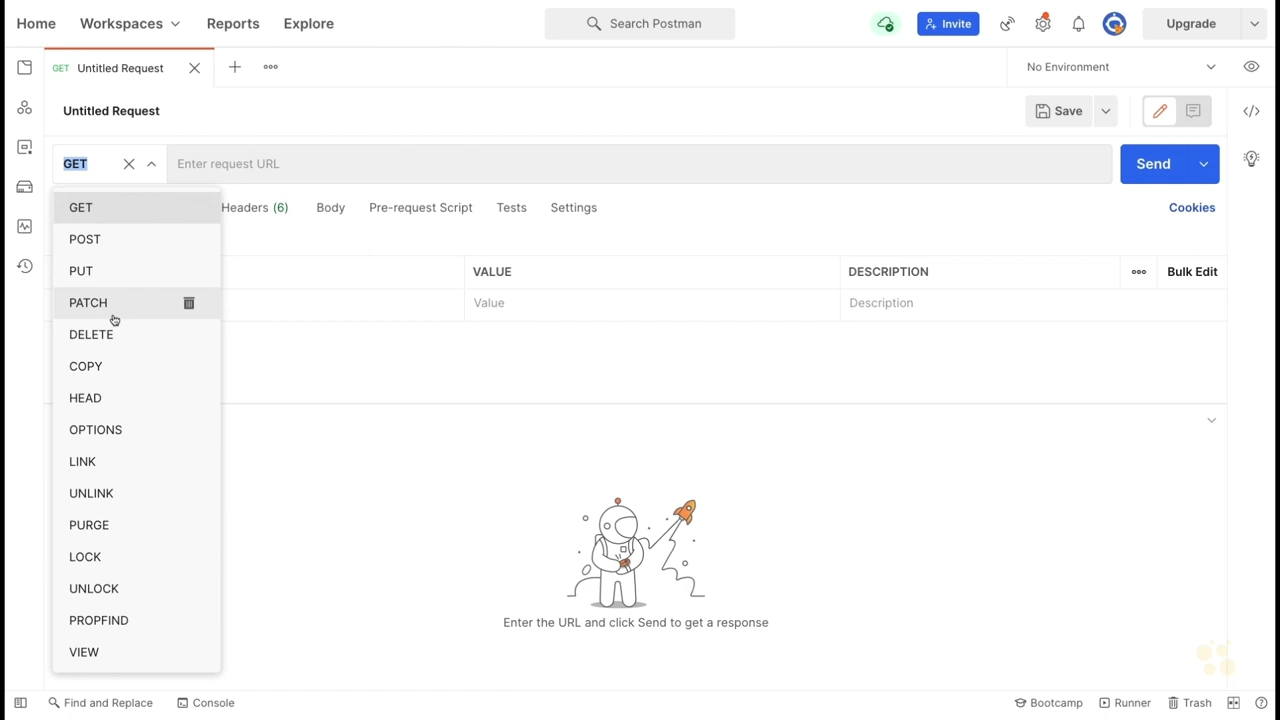 Home Workspaces Reports Explore Search Postman Invite Upgrade
GET Untitled Request No Environment
Untitled Request Save
GET Enter request URL Send
Headers (6) Body Pre-request Script Tests Settings Cookies
VALUE DESCRIPTION Bulk Edit
Value Description
GET
POST
PUT
PATCH
DELETE
COPY
HEAD
OPTIONS
LINK
UNLINK
PURGE
LOCK
UNLOCK
PROPFIND
VIEW
Enter the URL and click Send to get a response
Find and Replace Console Bootcamp Runner Trash